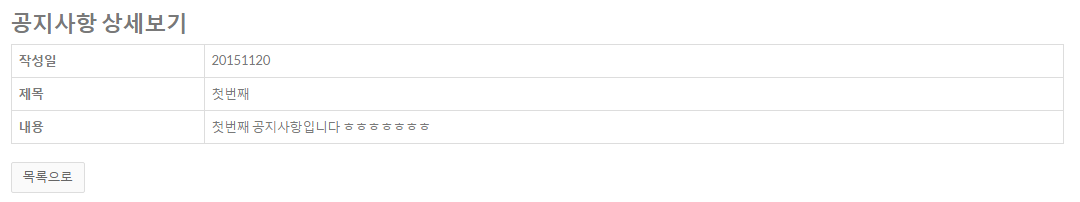 공지사항 상세보기
작성일 20151120
제목 첫번째
내용 첫번째 공지사항입니다 ㅎㅎㅎㅎㅎㅎㅎ
목록으로